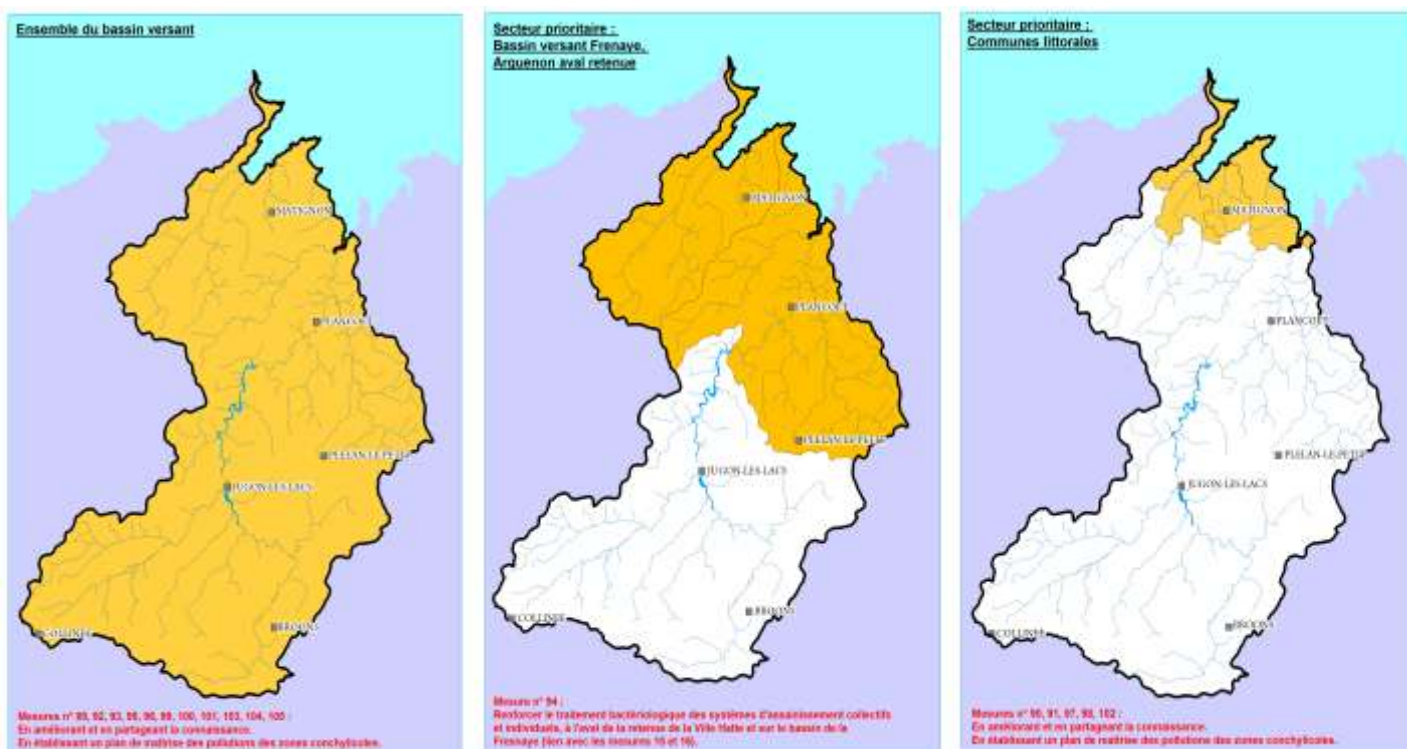 Ensemble du bassin versant
MATIGNON
PLANCOET
PLELAN-LE-PETIT
JUGON-LES-LACS
COLLINEE
BROONS
Mesures n° 92, 93, 99, 100, 101, 103, 104, 105 :
En améliorant et en partageant la connaissance.
En établissant un plan de maîtrise des pollutions des zones conchylicoles.
Secteur prioritaire :
Bassin versant Frenaye,
Arguenon aval retenue
MATIGNON
PLANCOET
PLELAN-LE-PETIT
JUGON-LES-LACS
COLLINEE
BROONS
Mesure n° 94 :
Renforcer le traitement bactériologique des systèmes d'assainissement collectifs
et individuels, à l'aval de la retenue de la Ville Hatte et sur le bassin de la
Fresnaye (lien avec les mesures 15 et 16).
Secteur prioritaire :
Communes littorales
MATIGNON
PLANCOET
PLELAN-LE-PETIT
JUGON-LES-LACS
COLLINEE
BROONS
Mesures n° 91, 97, 98, 102 :
En améliorant et en partageant la connaissance.
En établissant un plan de maîtrise des pollutions des zones conchylicoles.